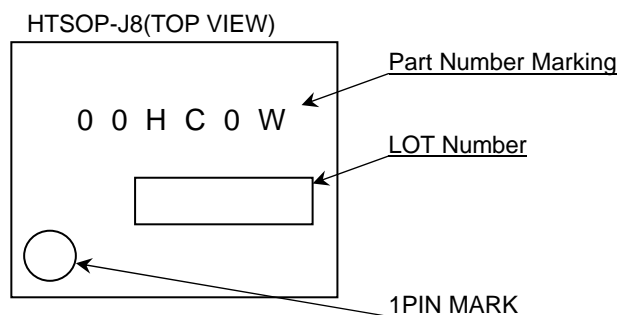 HTSOP-J8(TOP VIEW)
Part Number Marking
0 0 H C 0 W
LOT Number
1PIN MARK